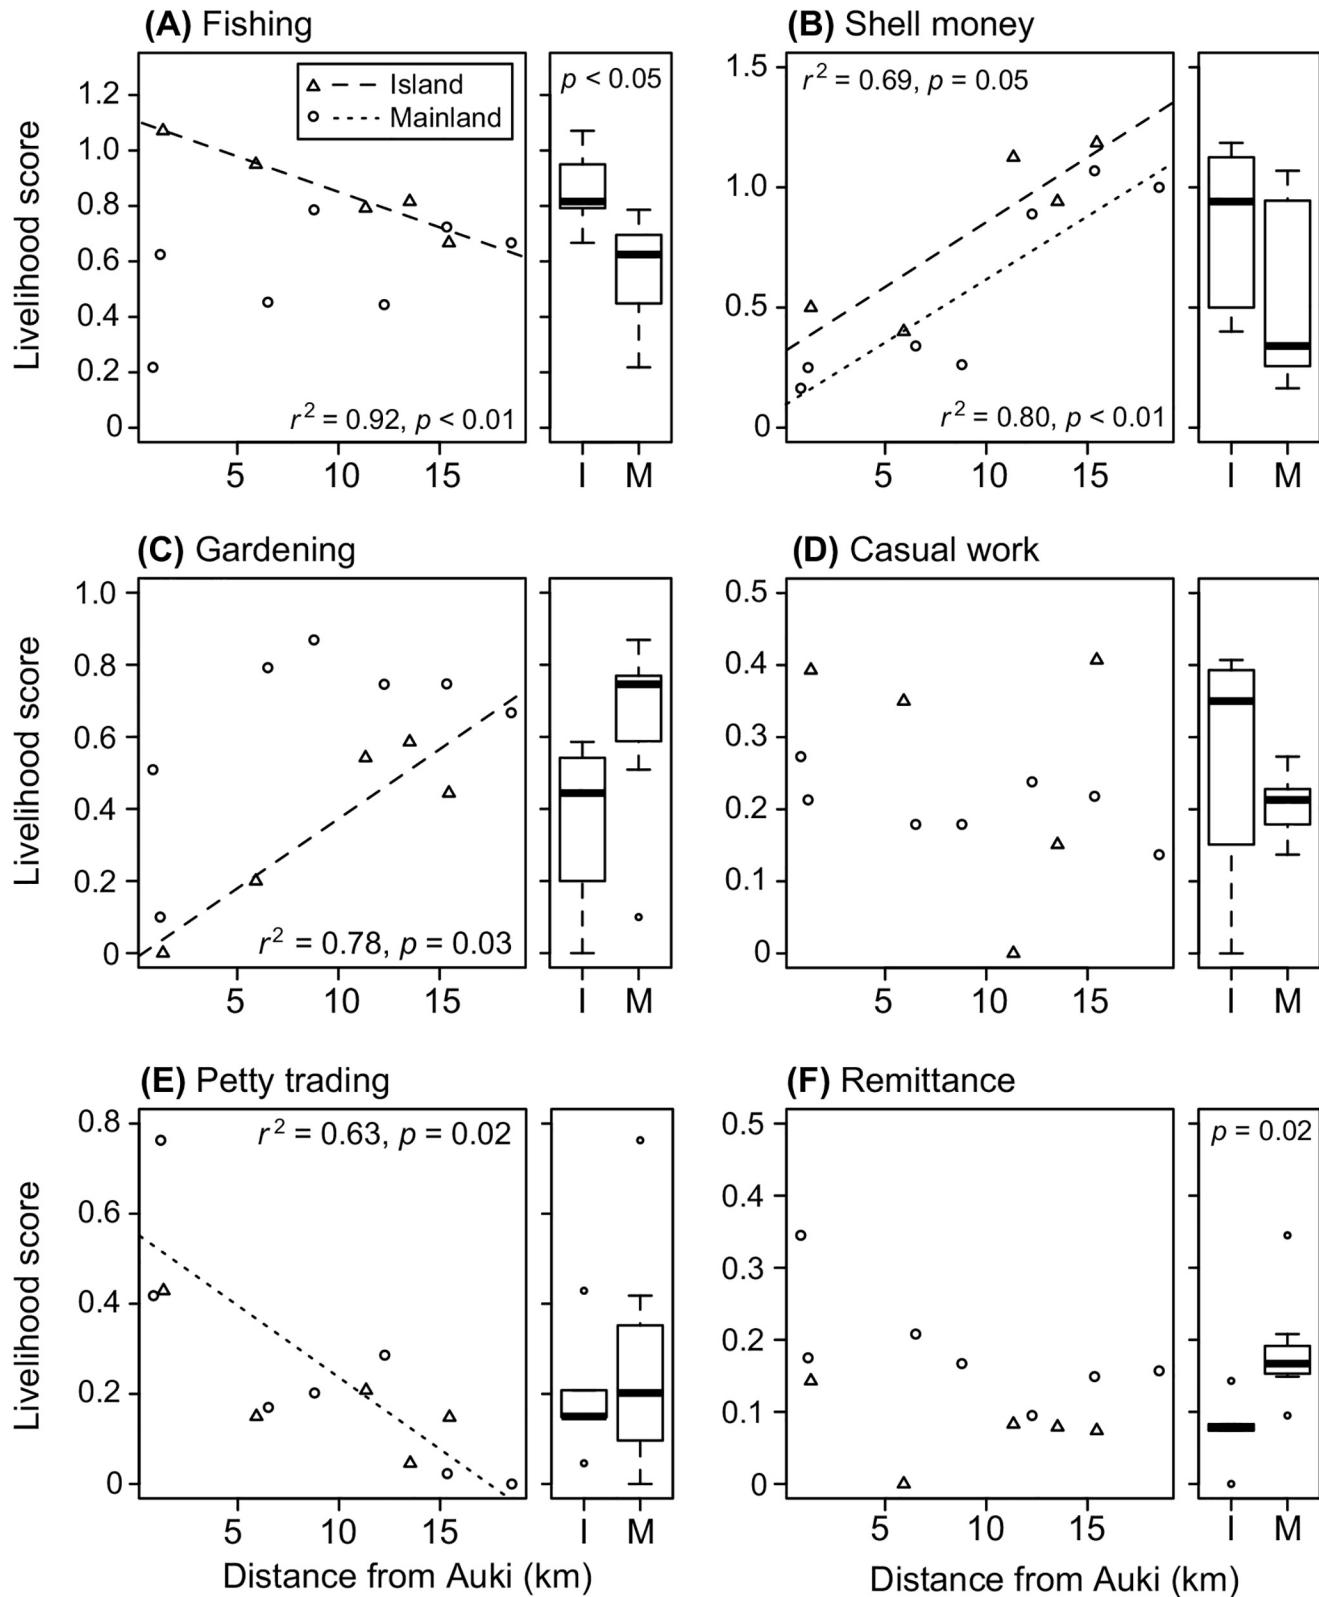 (A) Fishing
Livelihood score
1.2
1.0
0.8
0.6
0.4
0.2
0
Island
Mainland
r2 = 0.92, p < 0.01
5 10 15
p < 0.05
I M
(B) Shell money
1.5
1.0
0.5
0
r2 = 0.69, p = 0.05
r2 = 0.80, p < 0.01
5 10 15
I M
(C) Gardening
Livelihood score
1.0
0.8
0.6
0.4
0.2
0
r2 = 0.78, p = 0.03
5 10 15
I M
(D) Casual work
0.5
0.4
0.3
0.2
0.1
0
5 10 15
I M
(E) Petty trading
Livelihood score
0.8
0.6
0.4
0.2
0
r2 = 0.63, p = 0.02
5 10 15
I M
Distance from Auki (km)
(F) Remittance
0.5
0.4
0.3
0.2
0.1
0
p = 0.02
5 10 15
I M
Distance from Auki (km)